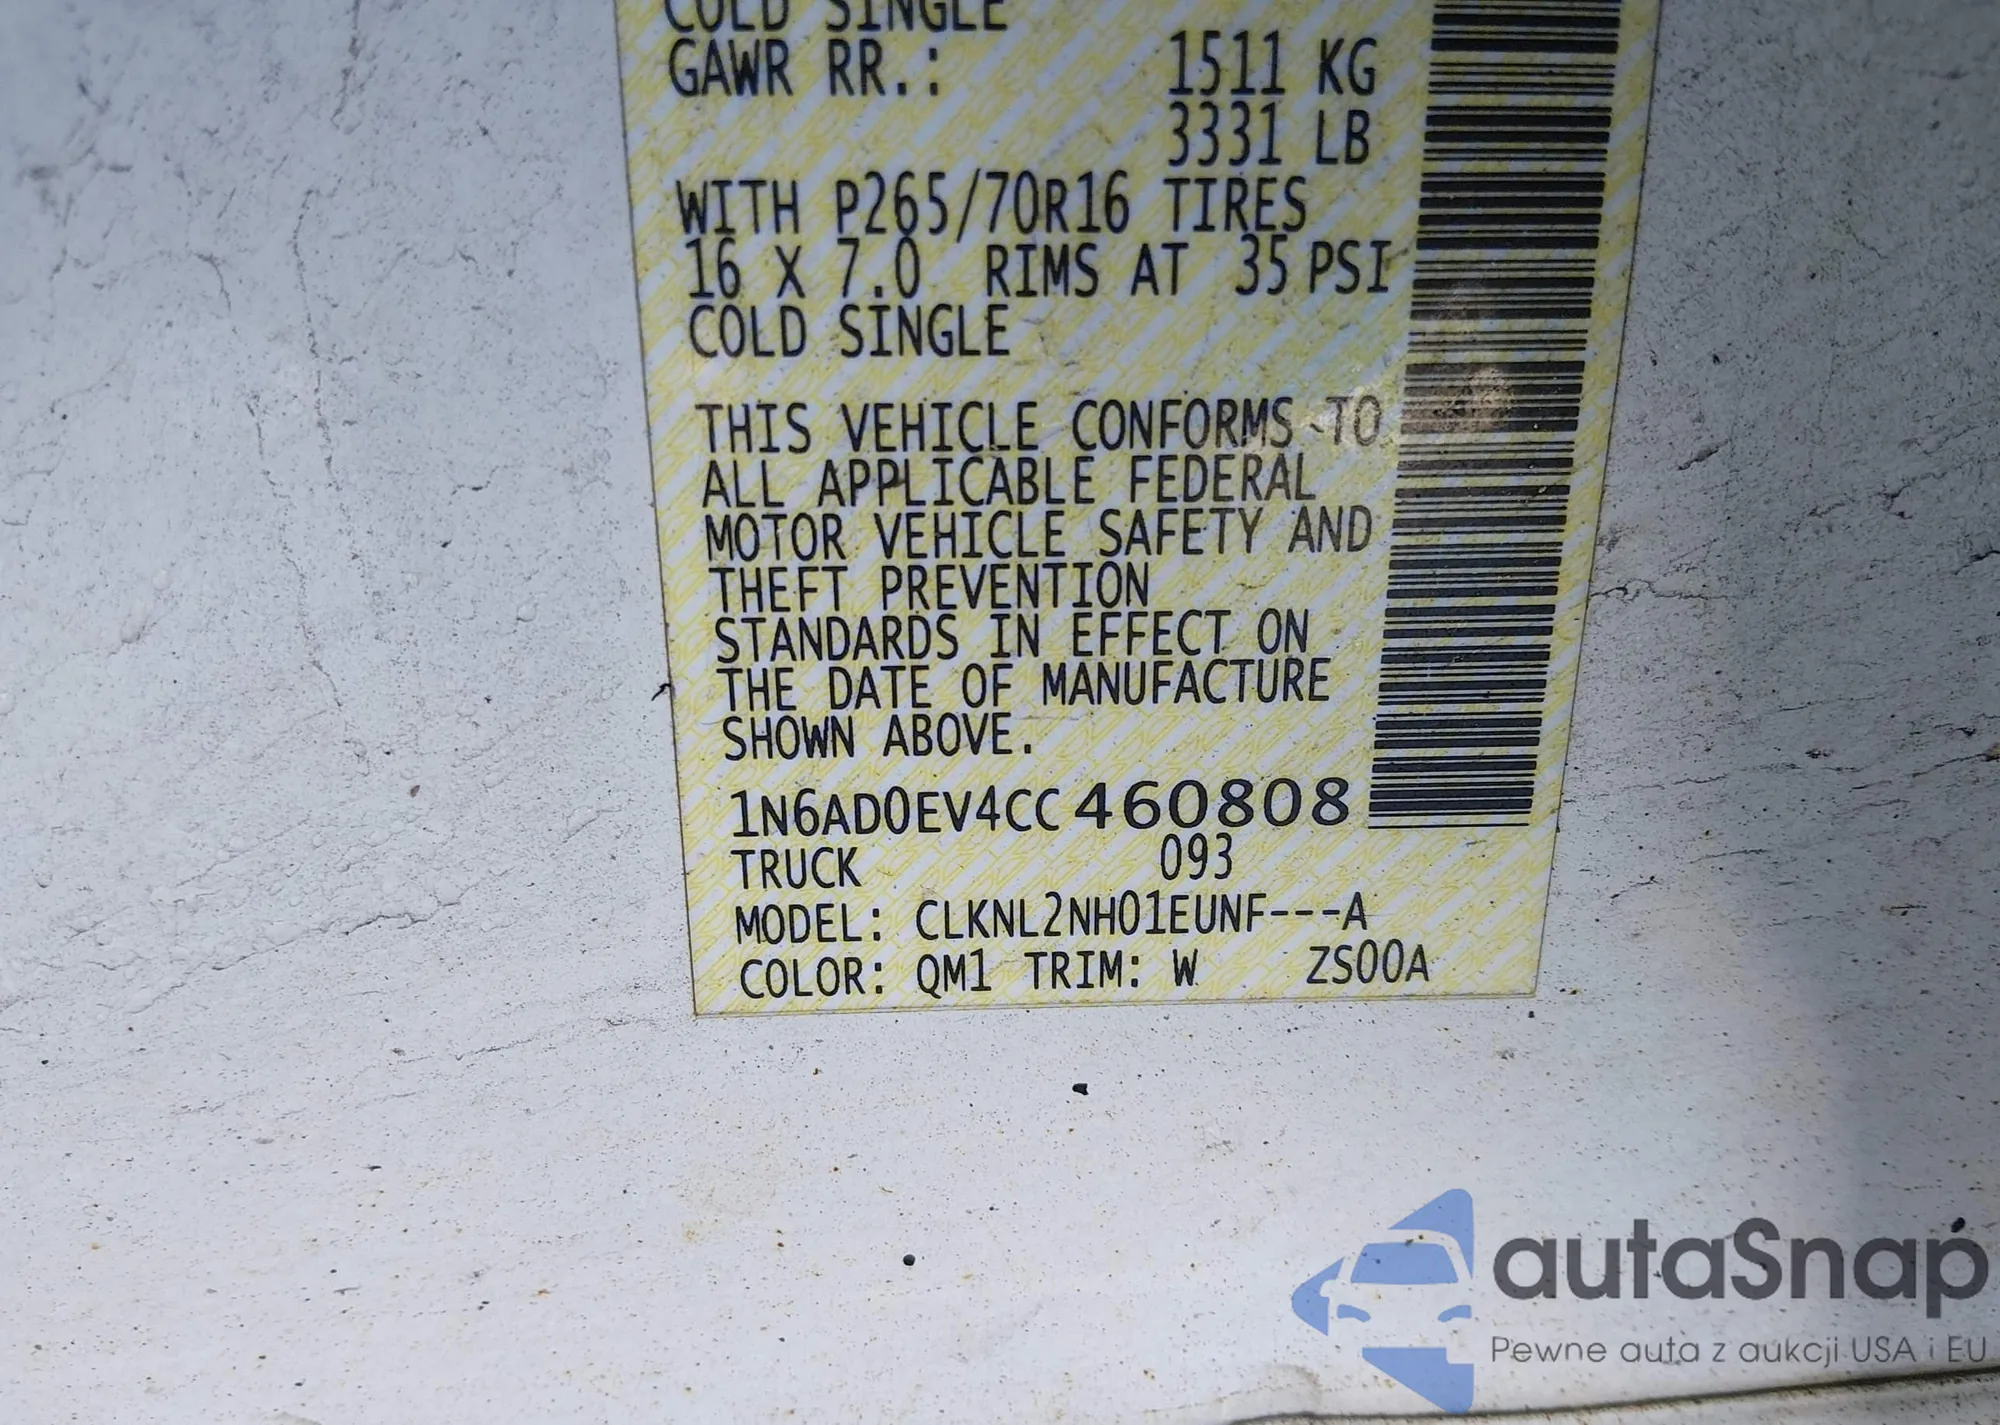 COLD SINGLE
GAWR RR.: 1511 KG
3331 LB
WITH P265/70R16 TIRES
16 X 7.0 RIMS AT 35 PSI
COLD SINGLE
THIS VEHICLE CONFORMS TO
ALL APPLICABLE FEDERAL
MOTOR VEHICLE SAFETY AND
THEFT PREVENTION
STANDARDS IN EFFECT ON
THE DATE OF MANUFACTURE
SHOWN ABOVE.
1N6AD0EV4CC460808
TRUCK 093
MODEL: CLKNL2NH01EUNF---A
COLOR: QM1 TRIM: W ZS00A
autaSnap
Pewne auta z aukcji USA i EU